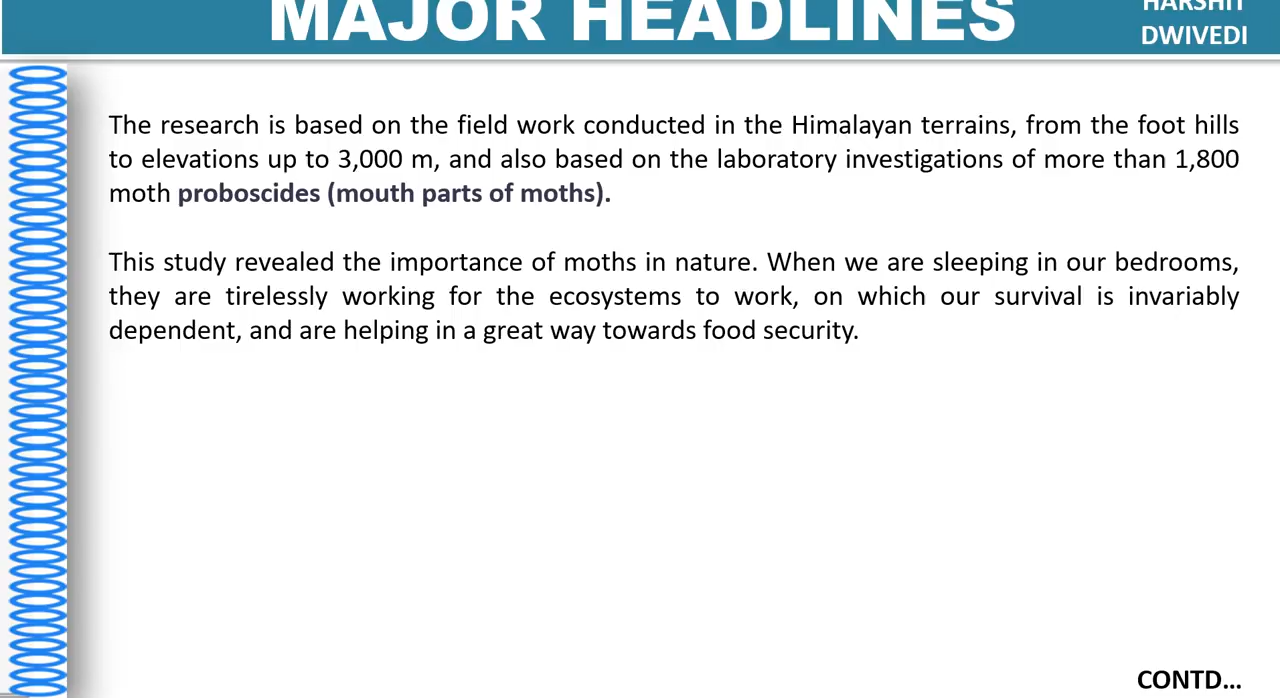 MAJOR HEADLINES
HARSHIT
DWIVEDI
The research is based on the field work conducted in the Himalayan terrains, from the foot hills
to elevations up to 3,000 m, and also based on the laboratory investigations of more than 1,800
moth proboscides (mouth parts of moths).
This study revealed the importance of moths in nature. When we are sleeping in our bedrooms,
they are tirelessly working for the ecosystems to work, on which our survival is invariably
dependent, and are helping in a great way towards food security.
CONTD...